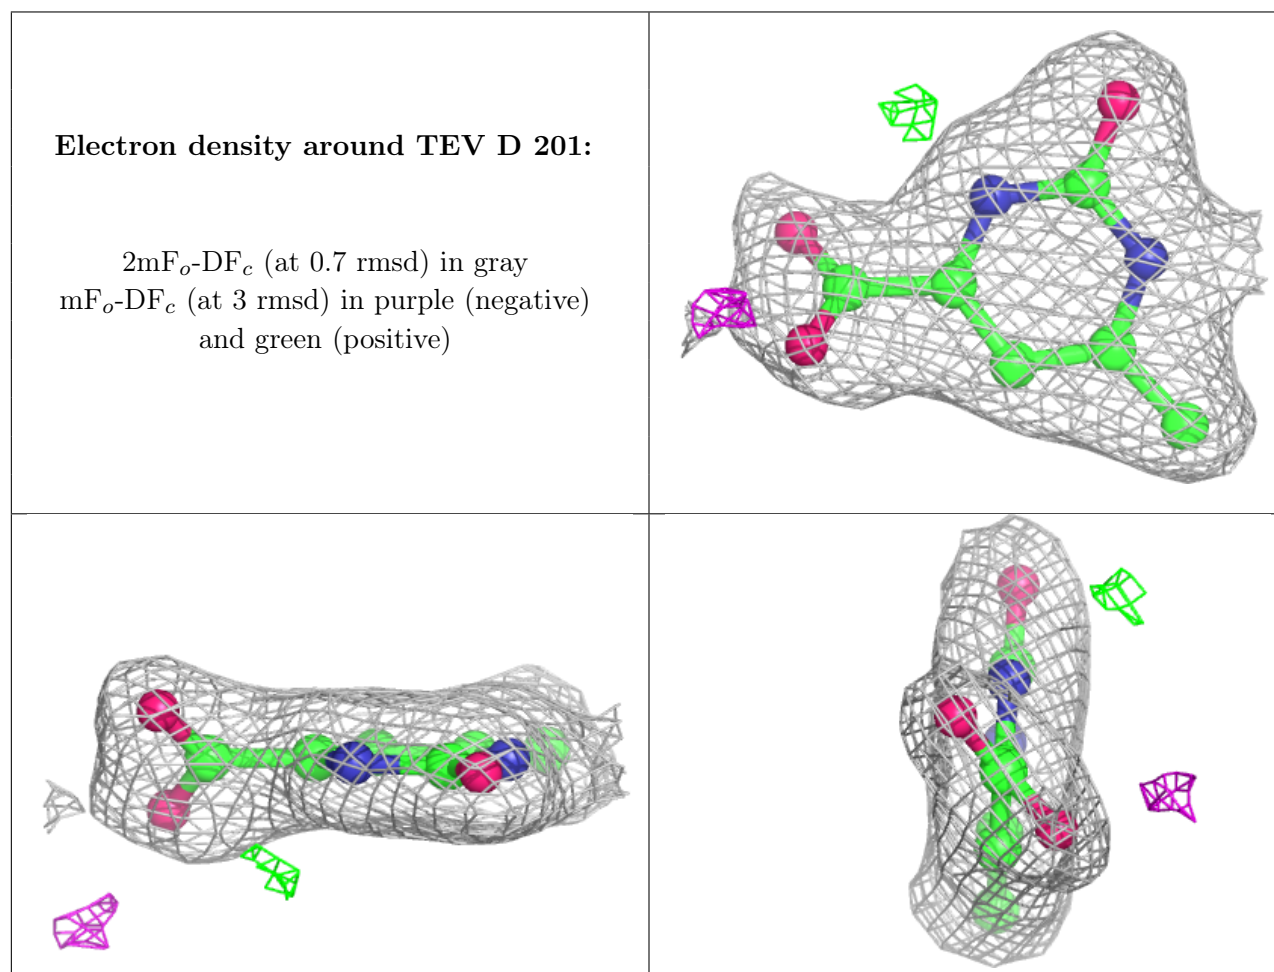 Electron density around TEV D 201:
2mFₒ-DF𝒸 (at 0.7 rmsd) in gray
mFₒ-DF𝒸 (at 3 rmsd) in purple (negative)
and green (positive)